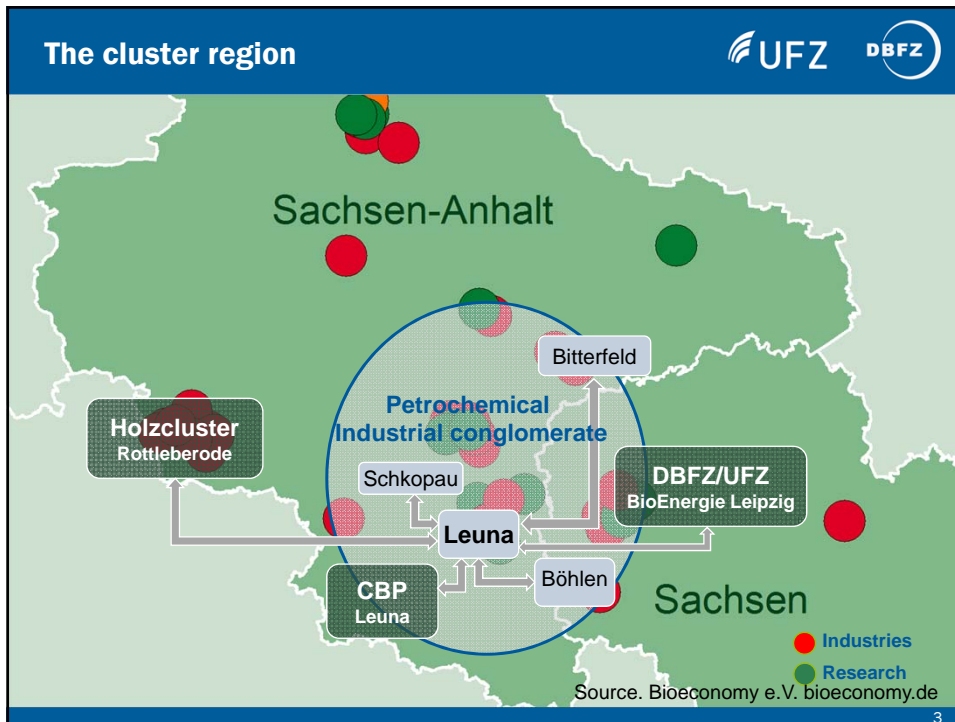 The cluster region
UFZ
DBFZ
Sachsen-Anhalt
Bitterfeld
Petrochemical
Industrial conglomerate
Holzcluster
Rottleberode
Schkopau
DBFZ/UFZ
BioEnergie Leipzig
Leuna
CBP
Leuna
Böhlen
Sachsen
Industries
Research
Source. Bioeconomy e.V. bioeconomy.de
3